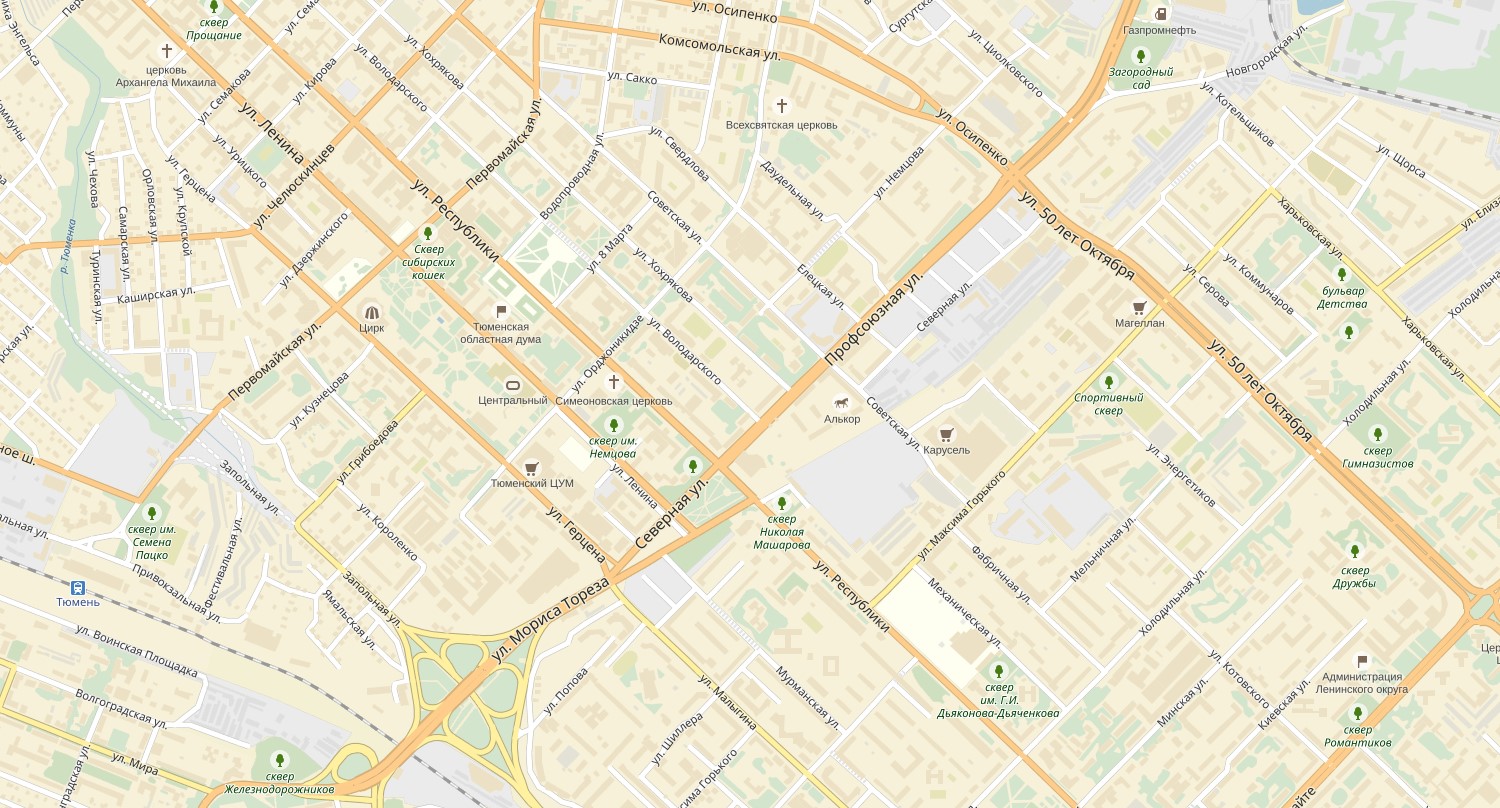 сквер
Прощание
ул. Осипенко
Комсомольская ул.
Газпромнефть
Загородный
сад
Новгородская ул.
ул. Циолковского
церковь
Архангела Михаила
ул. Семакова
ул. Кирова
ул. Володарского
ул. Хохрякова
ул. Сакко
Всехсвятская церковь
ул. Осипенко
ул. Котельщиков
ул. Щорса
ул. Ленина
ул. Челюскинцев
Первомайская ул.
Водопроводная ул.
ул. Свердлова
Даудельная ул.
ул. Немцова
ул. Чехова
Орловская ул.
ул. Крупской
ул. Герцена
ул. Урицкого
Самарская ул.
р. Тюменка
Туринская ул.
Каширская ул.
ул. Дзержинского
ул. Республики
Сквер
сибирских
кошек
Советская ул.
ул. 8 Марта
ул. Хохрякова
Елецкая ул.
Профсоюзная ул.
Северная ул.
ул. 50 лет Октября
Харьковская ул.
ул. Серова
ул. Коммунаров
бульвар
Детства
Магеллан
Харьковская ул.
ул. 50 лет Октября
Холодильная ул.
Цирк
Тюменская
областная дума
Первомайская ул.
ул. Кузнецова
ул. Орджоникидзе
ул. Володарского
Центральный
Симеоновская церковь
Алькор
Советская ул.
Карусель
Спортивный
сквер
сквер
Гимназистов
ул. Энергетиков
ул. Грибоедова
сквер им.
Немцова
Тюменский ЦУМ
ул. Ленина
Запольная ул.
сквер им.
Семена
Пацко
ул. Герцена
Северная ул.
сквер
Николая
Машарова
ул. Максима Горького
ул. Короленко
Фестивальная ул.
Привокзальная ул.
Тюмень
Запольная ул.
Ямальская ул.
ул. Мориса Тореза
ул. Республики
Механическая ул.
Фабричная ул.
Мельничная ул.
Холодильная ул.
сквер
Дружбы
ул. Воинская Площадка
Волгоградская ул.
ул. Мира
сквер
Железнодорожников
ул. Попова
ул. Шиллера
ул. Малыгина
Мурманская ул.
сквер
им. Г.И.
Дьяконова-Дьяченкова
ул. Котовского
Минская ул.
Киевская ул.
Администрация
Ленинского округа
сквер
Романтиков